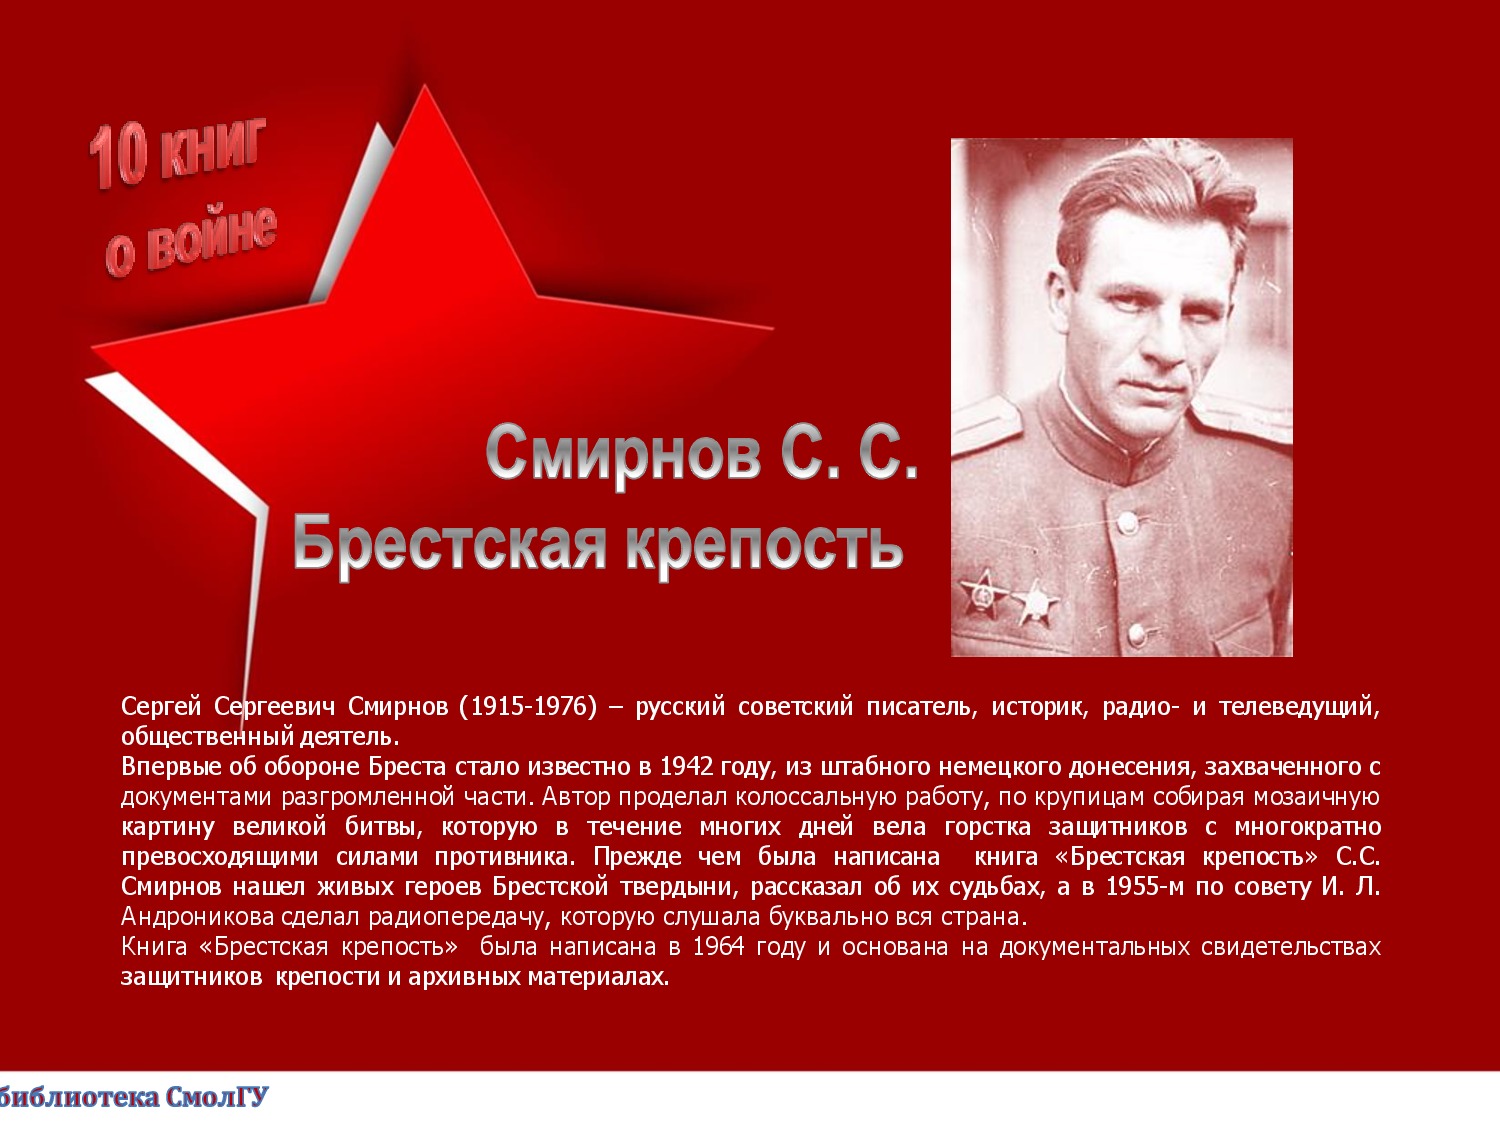 10 книг
о войне
Смирнов С. С.
Брестская крепость
Сергей Сергеевич Смирнов (1915-1976) – русский советский писатель, историк, радио- и телеведущий,
общественный деятель.
Впервые об обороне Бреста стало известно в 1942 году, из штабного немецкого донесения, захваченного с
документами разгромленной части. Автор проделал колоссальную работу, по крупицам собирая мозаичную
картину великой битвы, которую в течение многих дней вела горстка защитников с многократно
превосходящими силами противника. Прежде чем была написана книга «Брестская крепость» С.С.
Смирнов нашел живых героев Брестской твердыни, рассказал об их судьбах, а в 1955-м по совету И. Л.
Андроникова сделал радиопередачу, которую слушала буквально вся страна.
Книга «Брестская крепость» была написана в 1964 году и основана на документальных свидетельствах
защитников крепости и архивных материалах.
библиотека СмолГУ